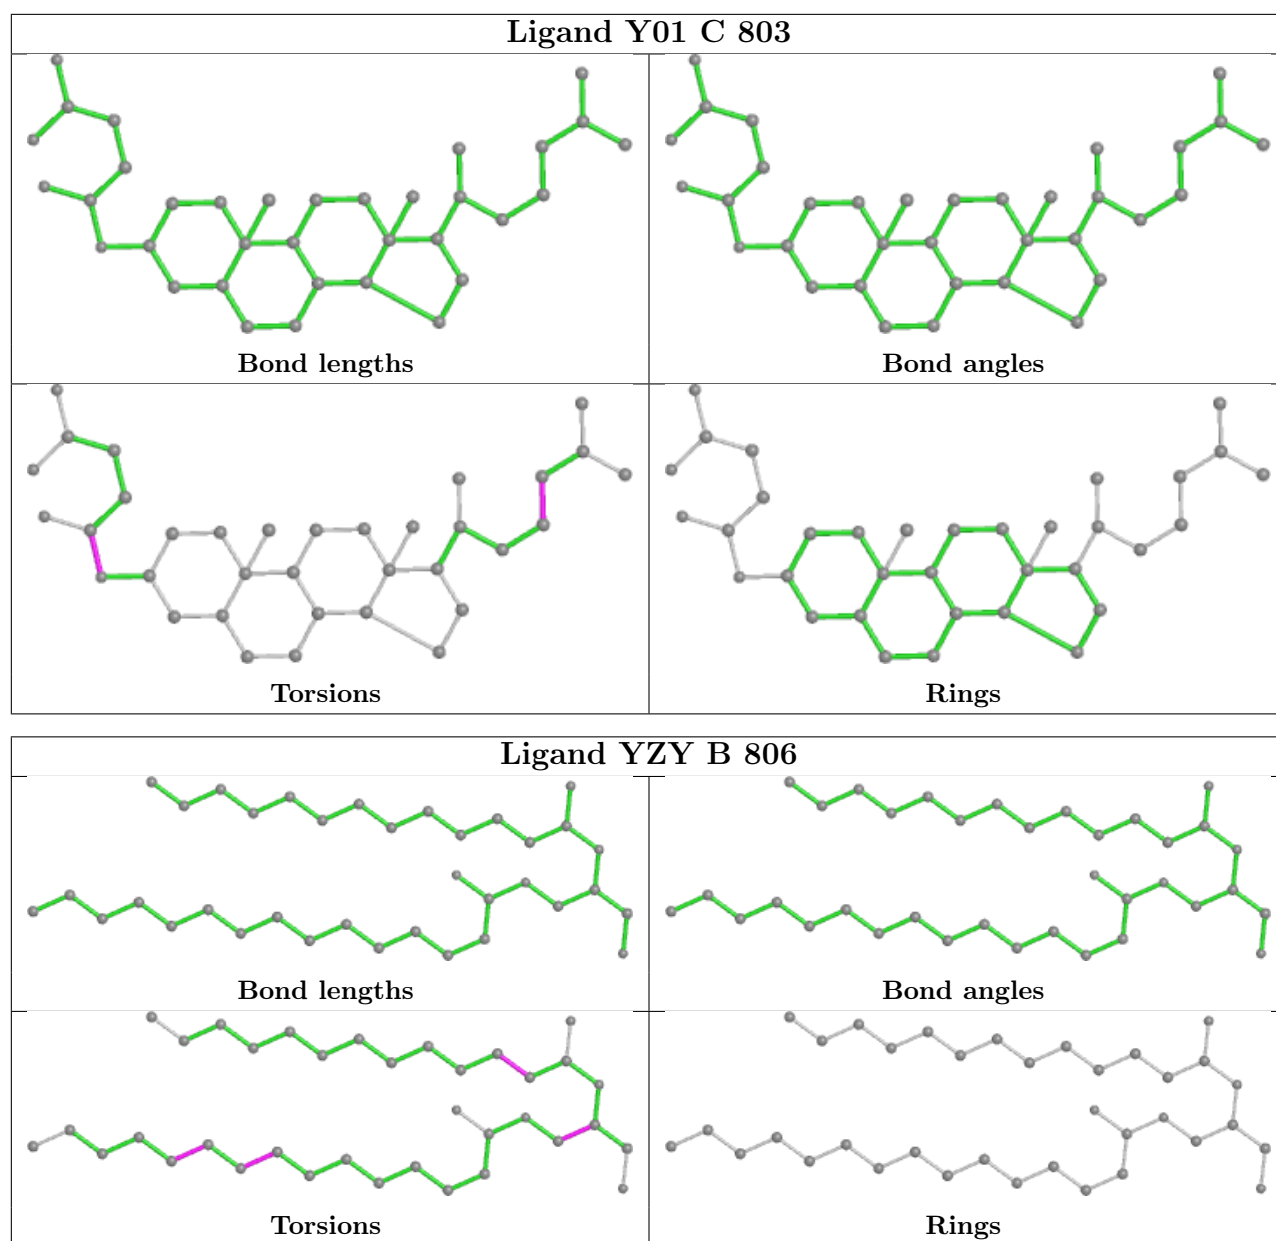 Ligand Y01 C 803
Bond lengths
Bond angles
Torsions
Rings
Ligand YZY B 806
Bond lengths
Bond angles
Torsions
Rings